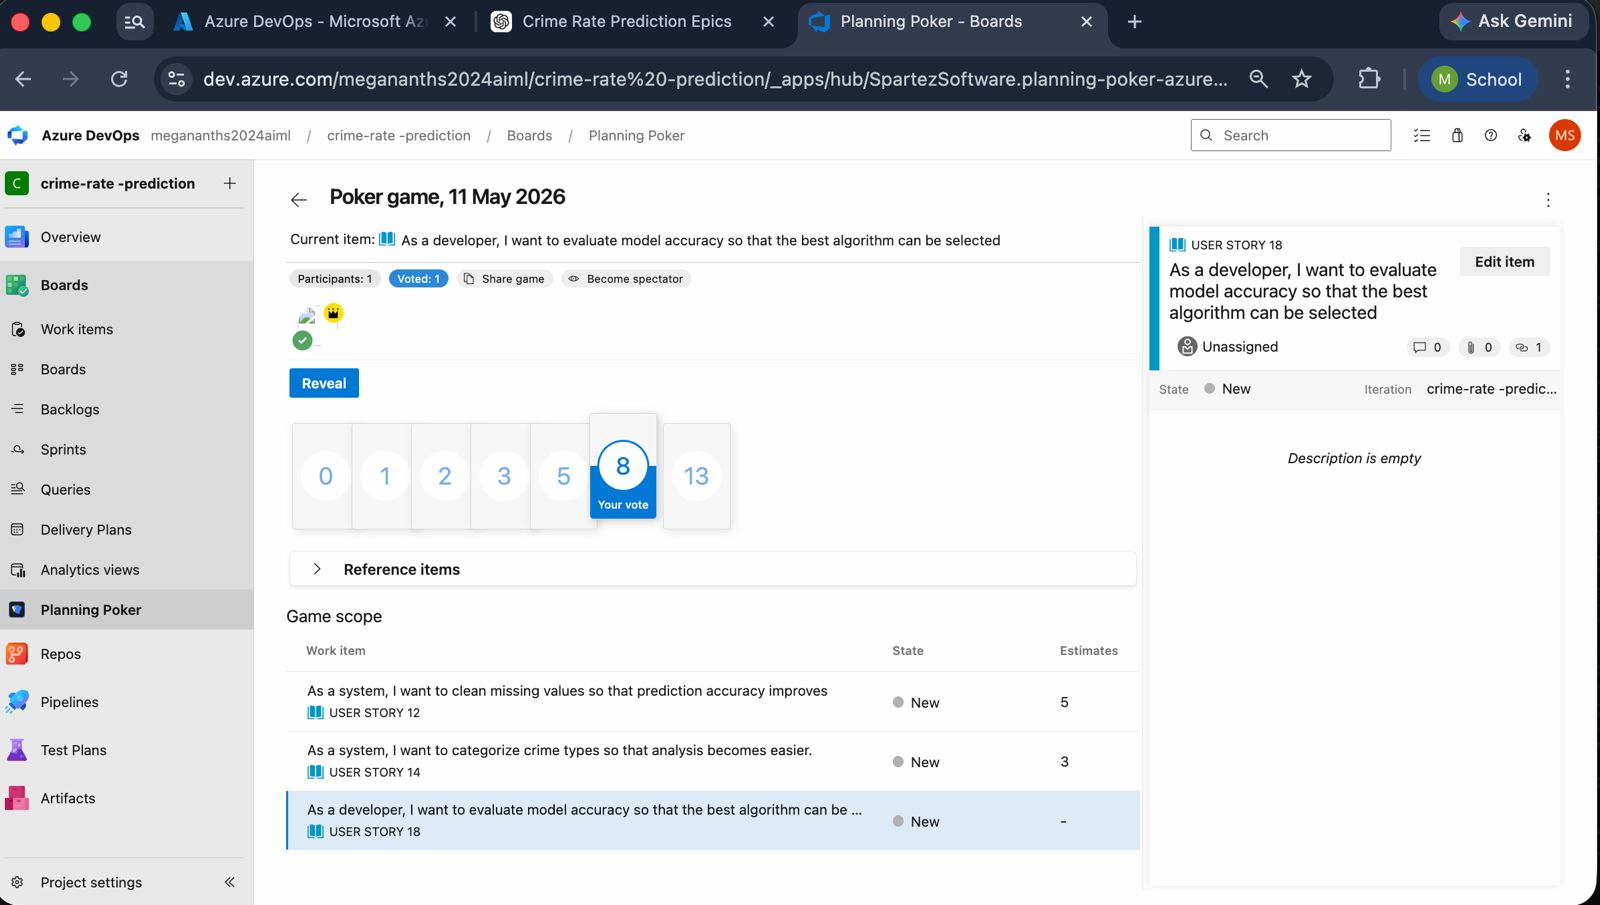 Azure DevOps - Microsoft Az
Crime Rate Prediction Epics
Planning Poker - Boards
Ask Gemini
dev.azure.com/megananths2024aiml/crime-rate%20-prediction/_apps/hub/SpartezSoftware.planning-poker-azure...
M School
Azure DevOps megananths2024aiml / crime-rate -prediction / Boards / Planning Poker
Search
MS
C crime-rate -prediction
Overview
Boards
Work items
Boards
Backlogs
Sprints
Queries
Delivery Plans
Analytics views
Planning Poker
Repos
Pipelines
Test Plans
Artifacts
Project settings
Poker game, 11 May 2026
Current item: As a developer, I want to evaluate model accuracy so that the best algorithm can be selected
Participants: 1 Voted: 1 Share game Become spectator
Reveal
0 1 2 3 5 8 13
Your vote
Reference items
Game scope
Work item State Estimates
As a system, I want to clean missing values so that prediction accuracy improves
USER STORY 12
New 5
As a system, I want to categorize crime types so that analysis becomes easier.
USER STORY 14
New 3
As a developer, I want to evaluate model accuracy so that the best algorithm can be ...
USER STORY 18
New -
USER STORY 18
As a developer, I want to evaluate
model accuracy so that the best
algorithm can be selected
Edit item
Unassigned
0 0 1
State New Iteration crime-rate -predic...
Description is empty